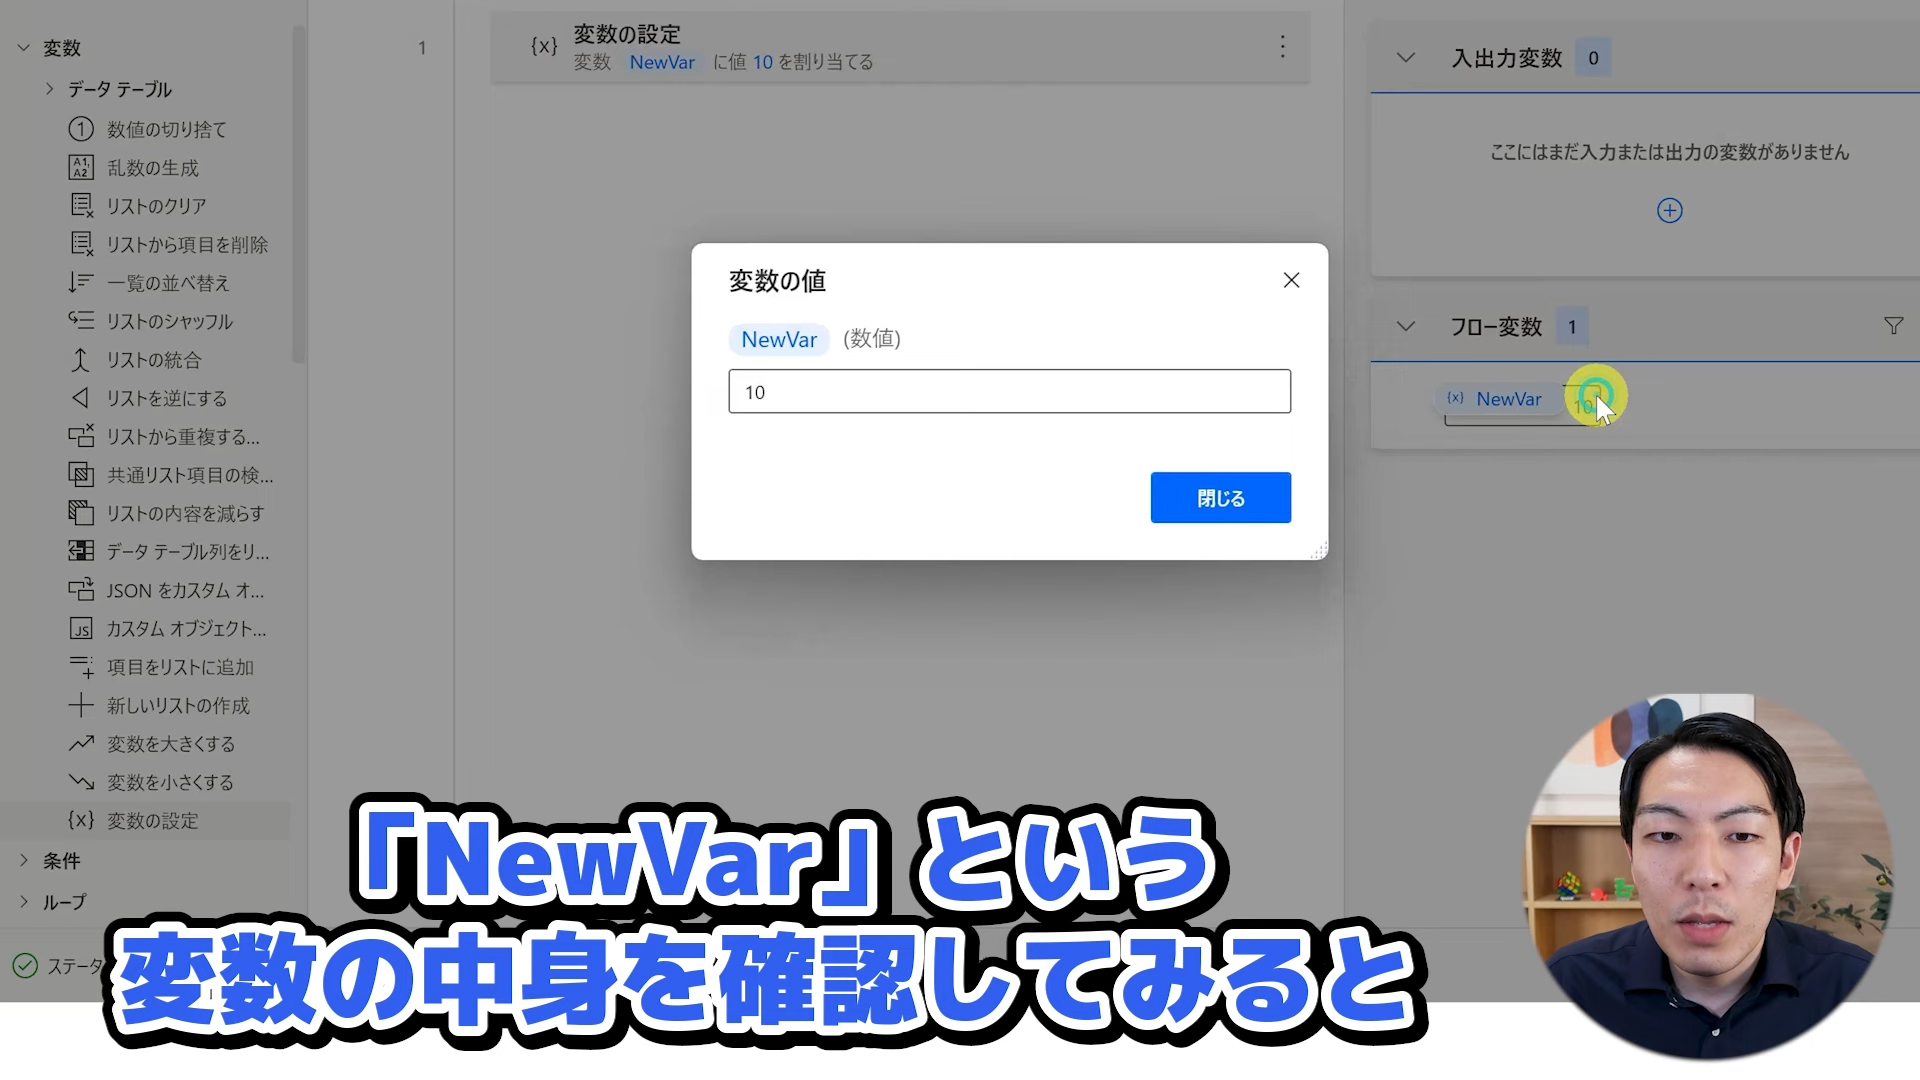 変数
データ テーブル
数値の切り捨て
乱数の生成
リストのクリア
リストから項目を削除
一覧の並べ替え
リストのシャッフル
リストの統合
リストを逆にする
リストから重複する...
共通リスト項目の検...
リストの内容を減らす
データ テーブル列をリ...
JSON をカスタム オ...
カスタム オブジェクト...
項目をリストに追加
新しいリストの作成
変数を大きくする
変数を小さくする
{x} 変数の設定
条件
ループ
ステータ
1
{x} 変数の設定
変数 NewVar に値 10 を割り当てる
変数の値
NewVar (数値)
10
閉じる
入出力変数 0
ここにはまだ入力または出力の変数がありません
フロー変数 1
{x} NewVar 10
「NewVar」という
変数の中身を確認してみると